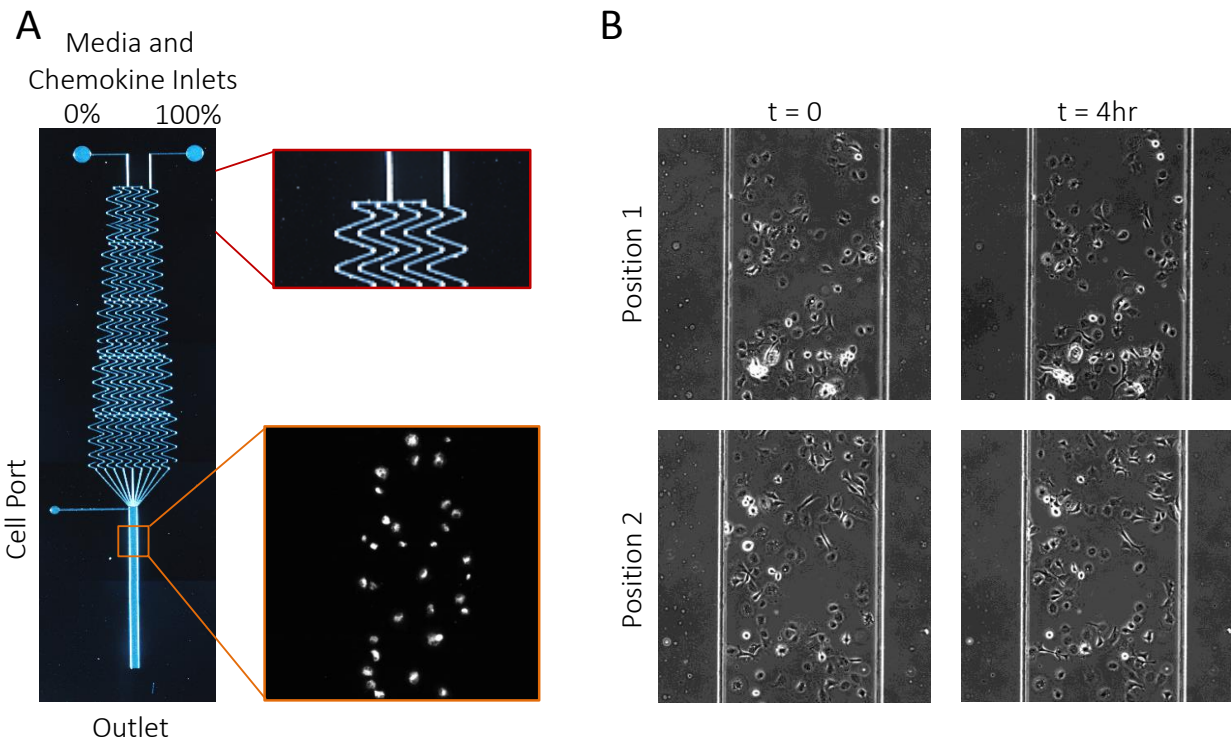 A
Media and
Chemokine Inlets
0% 100%
Cell Port
Outlet
B
t = 0 t = 4hr
Position 1
Position 2